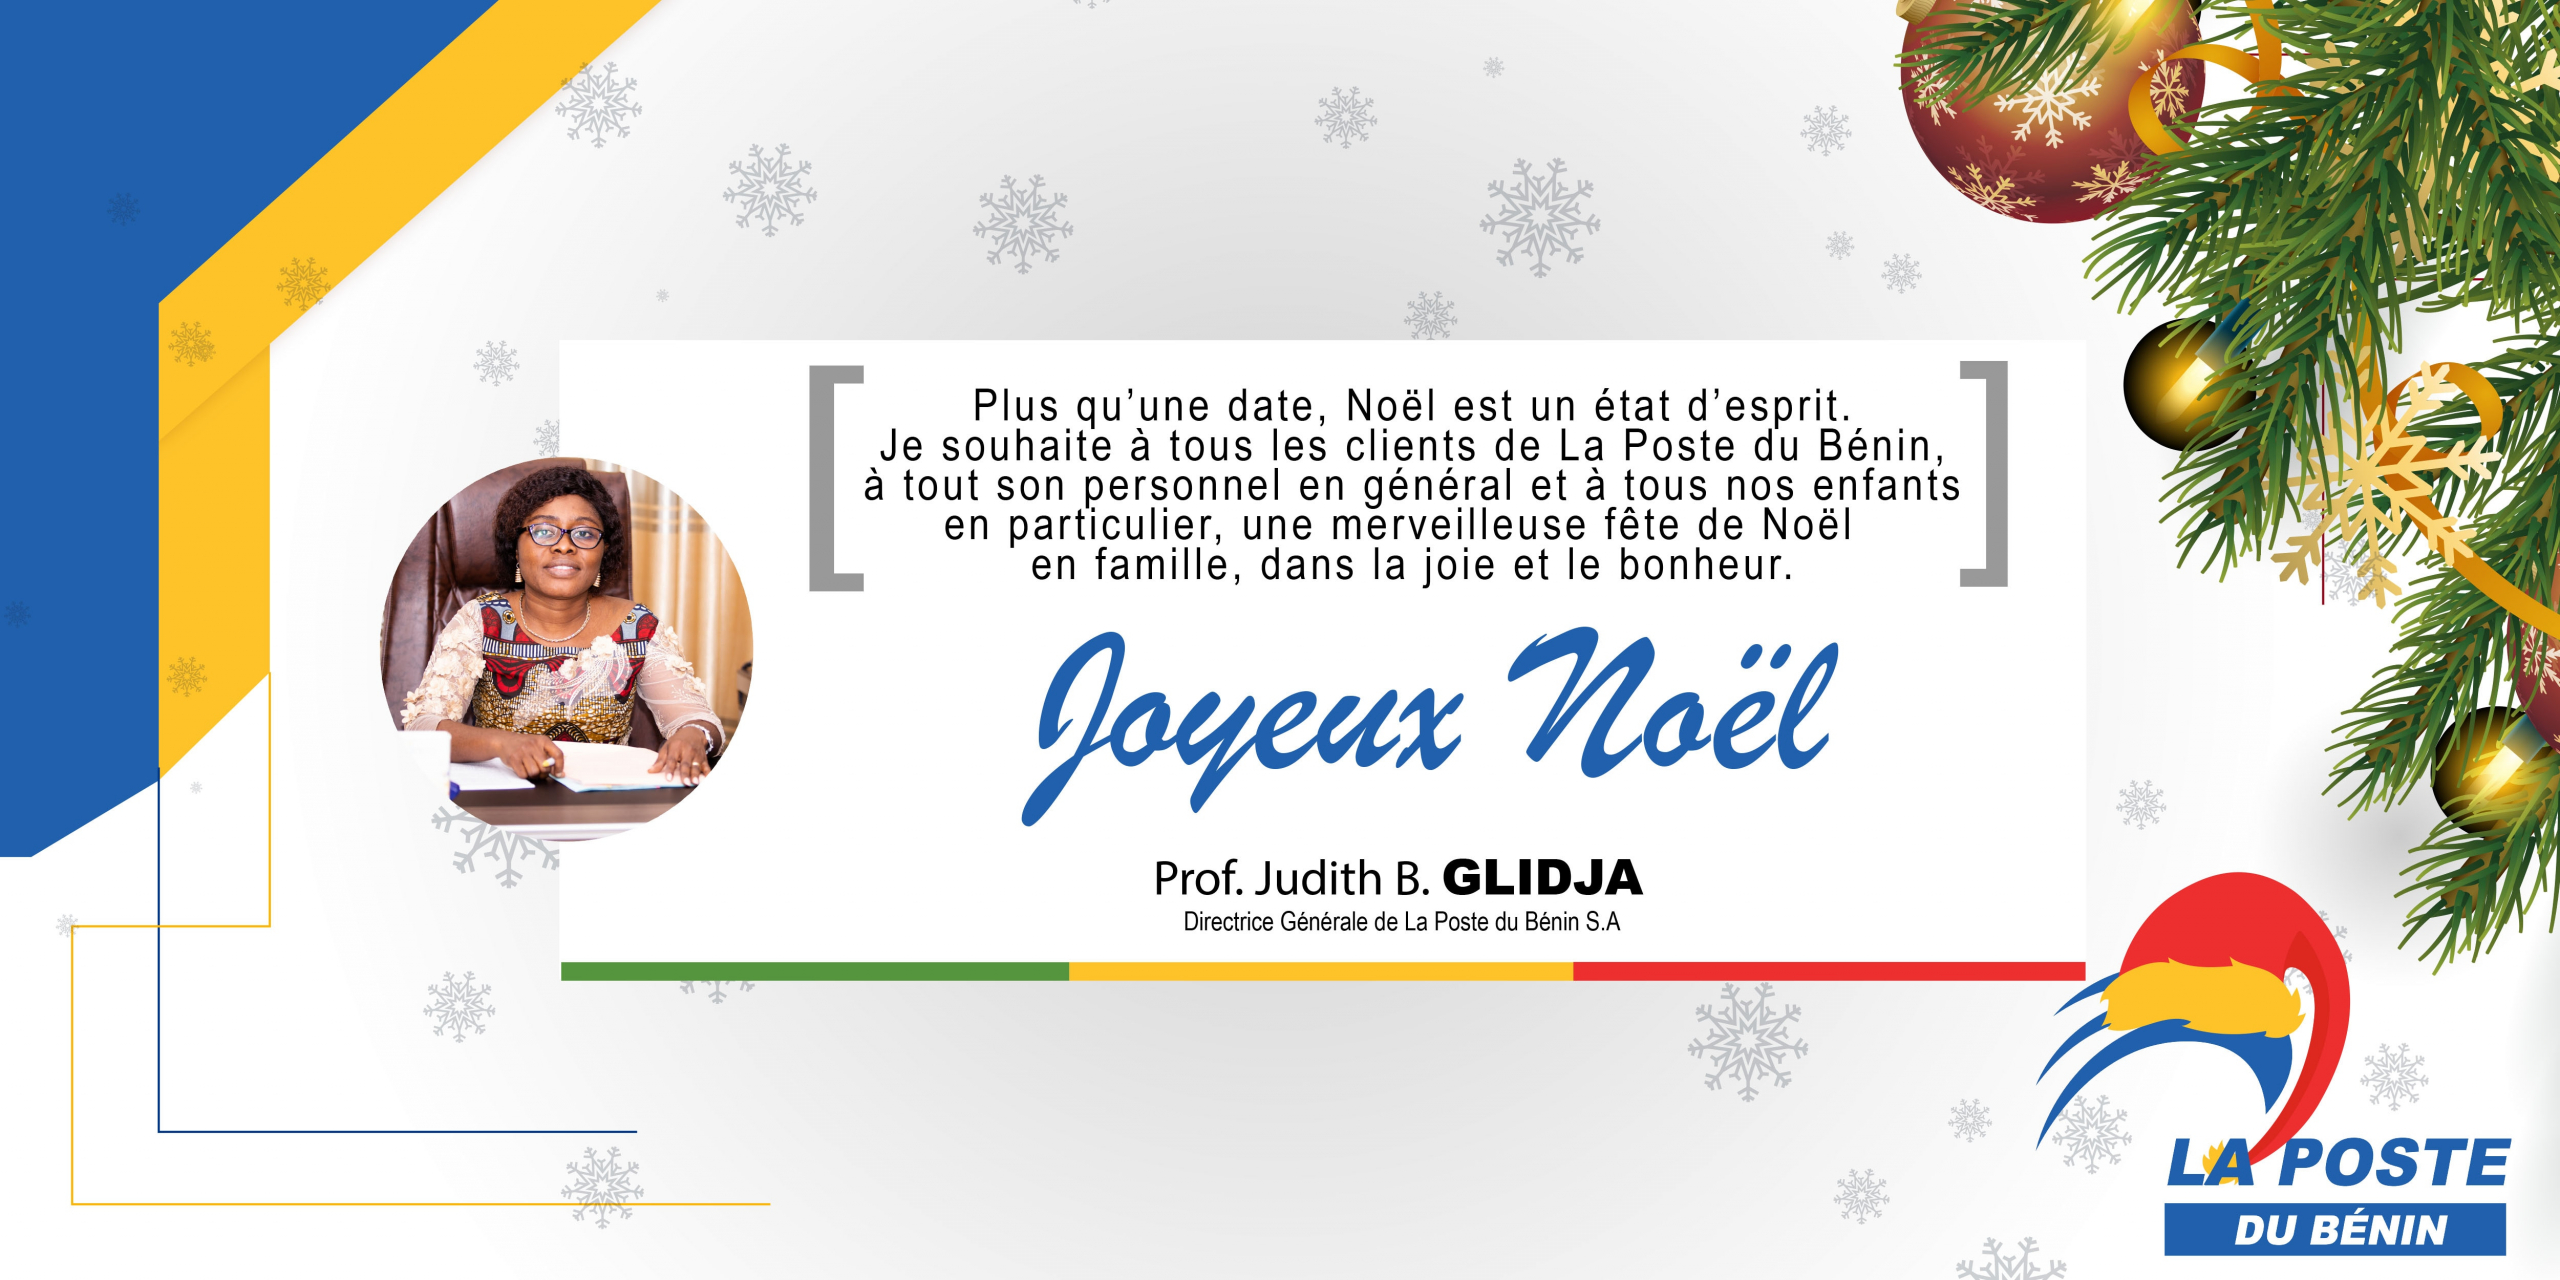 Plus qu’une date, Noël est un état d’esprit.
Je souhaite à tous les clients de La Poste du Bénin,
à tout son personnel en général et à tous nos enfants
en particulier, une merveilleuse fête de Noël
en famille, dans la joie et le bonheur.
Joyeux Noël
Prof. Judith B. GLIDJA
Directrice Générale de La Poste du Bénin S.A
LA POSTE
DU BÉNIN